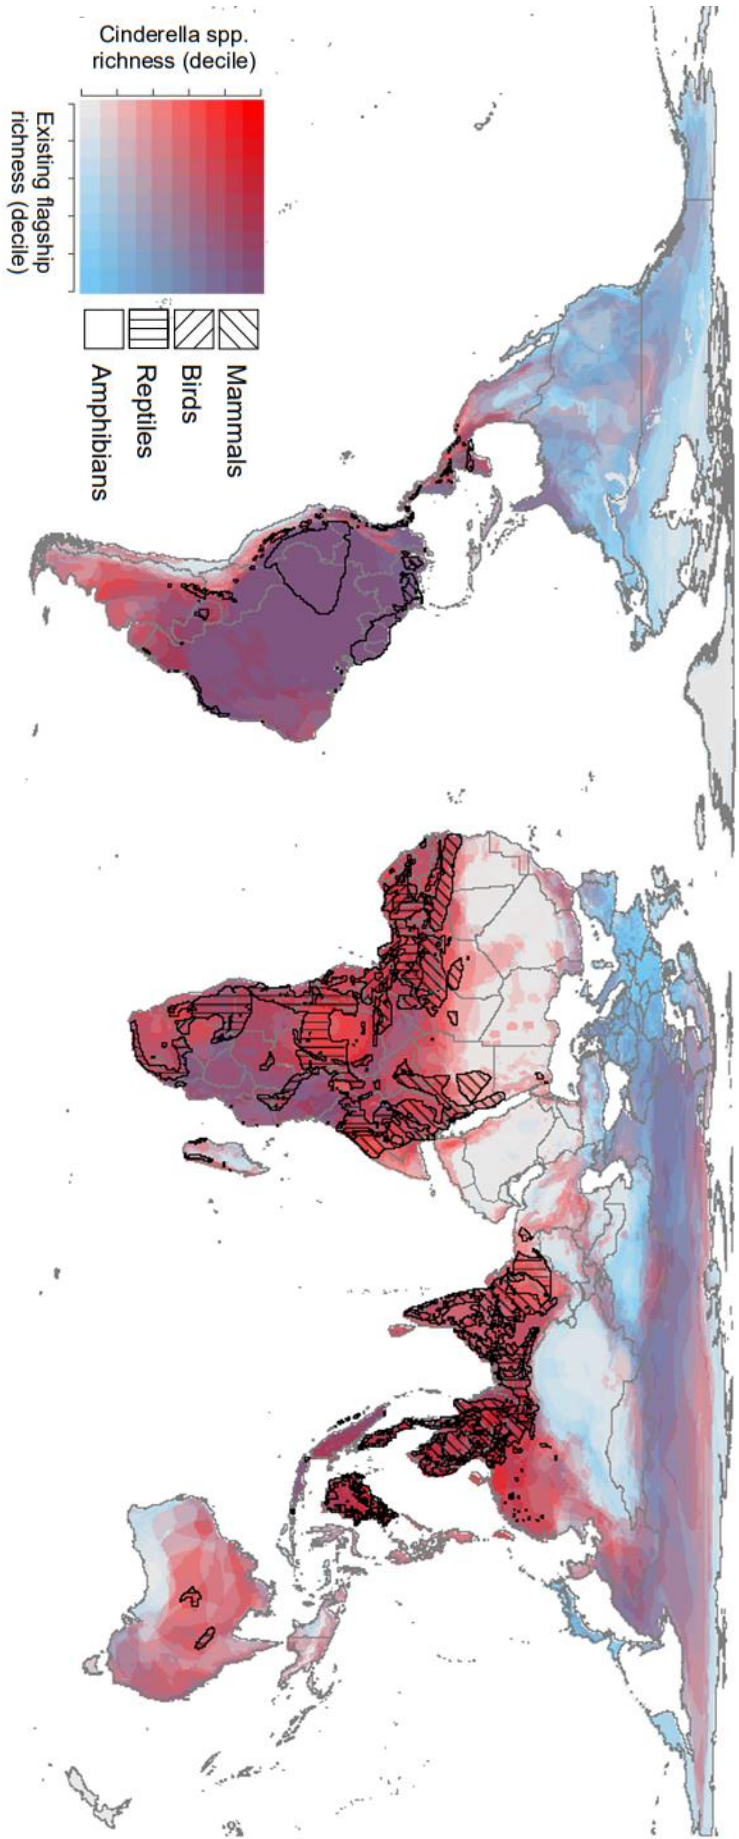 Cinderella spp.
richness (decile)
Existing flagship
richness (decile)
Mammals
Birds
Reptiles
Amphibians